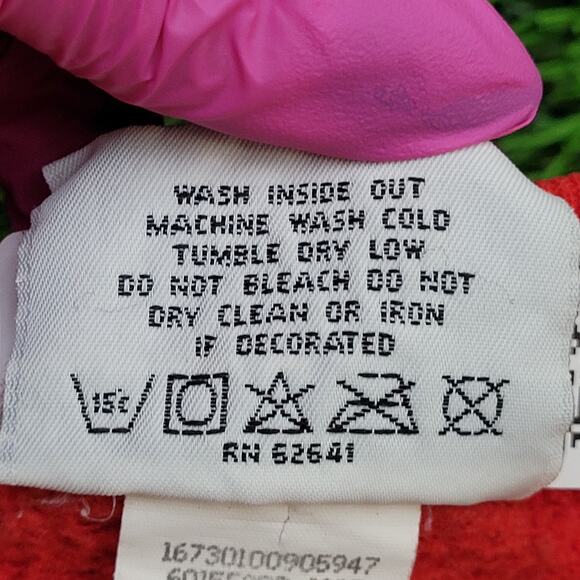 WASH INSIDE OUT
MACHINE WASH COLD
TUMBLE DRY LOW
DO NOT BLEACH DO NOT
DRY CLEAN OR IRON
IF DECORATED
15°C
RN 62641
16730100905947